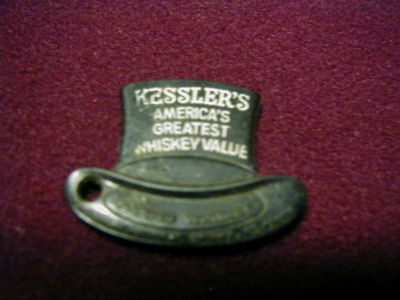 KESSLER'S
AMERICA'S
GREATEST
WHISKEY VALUE